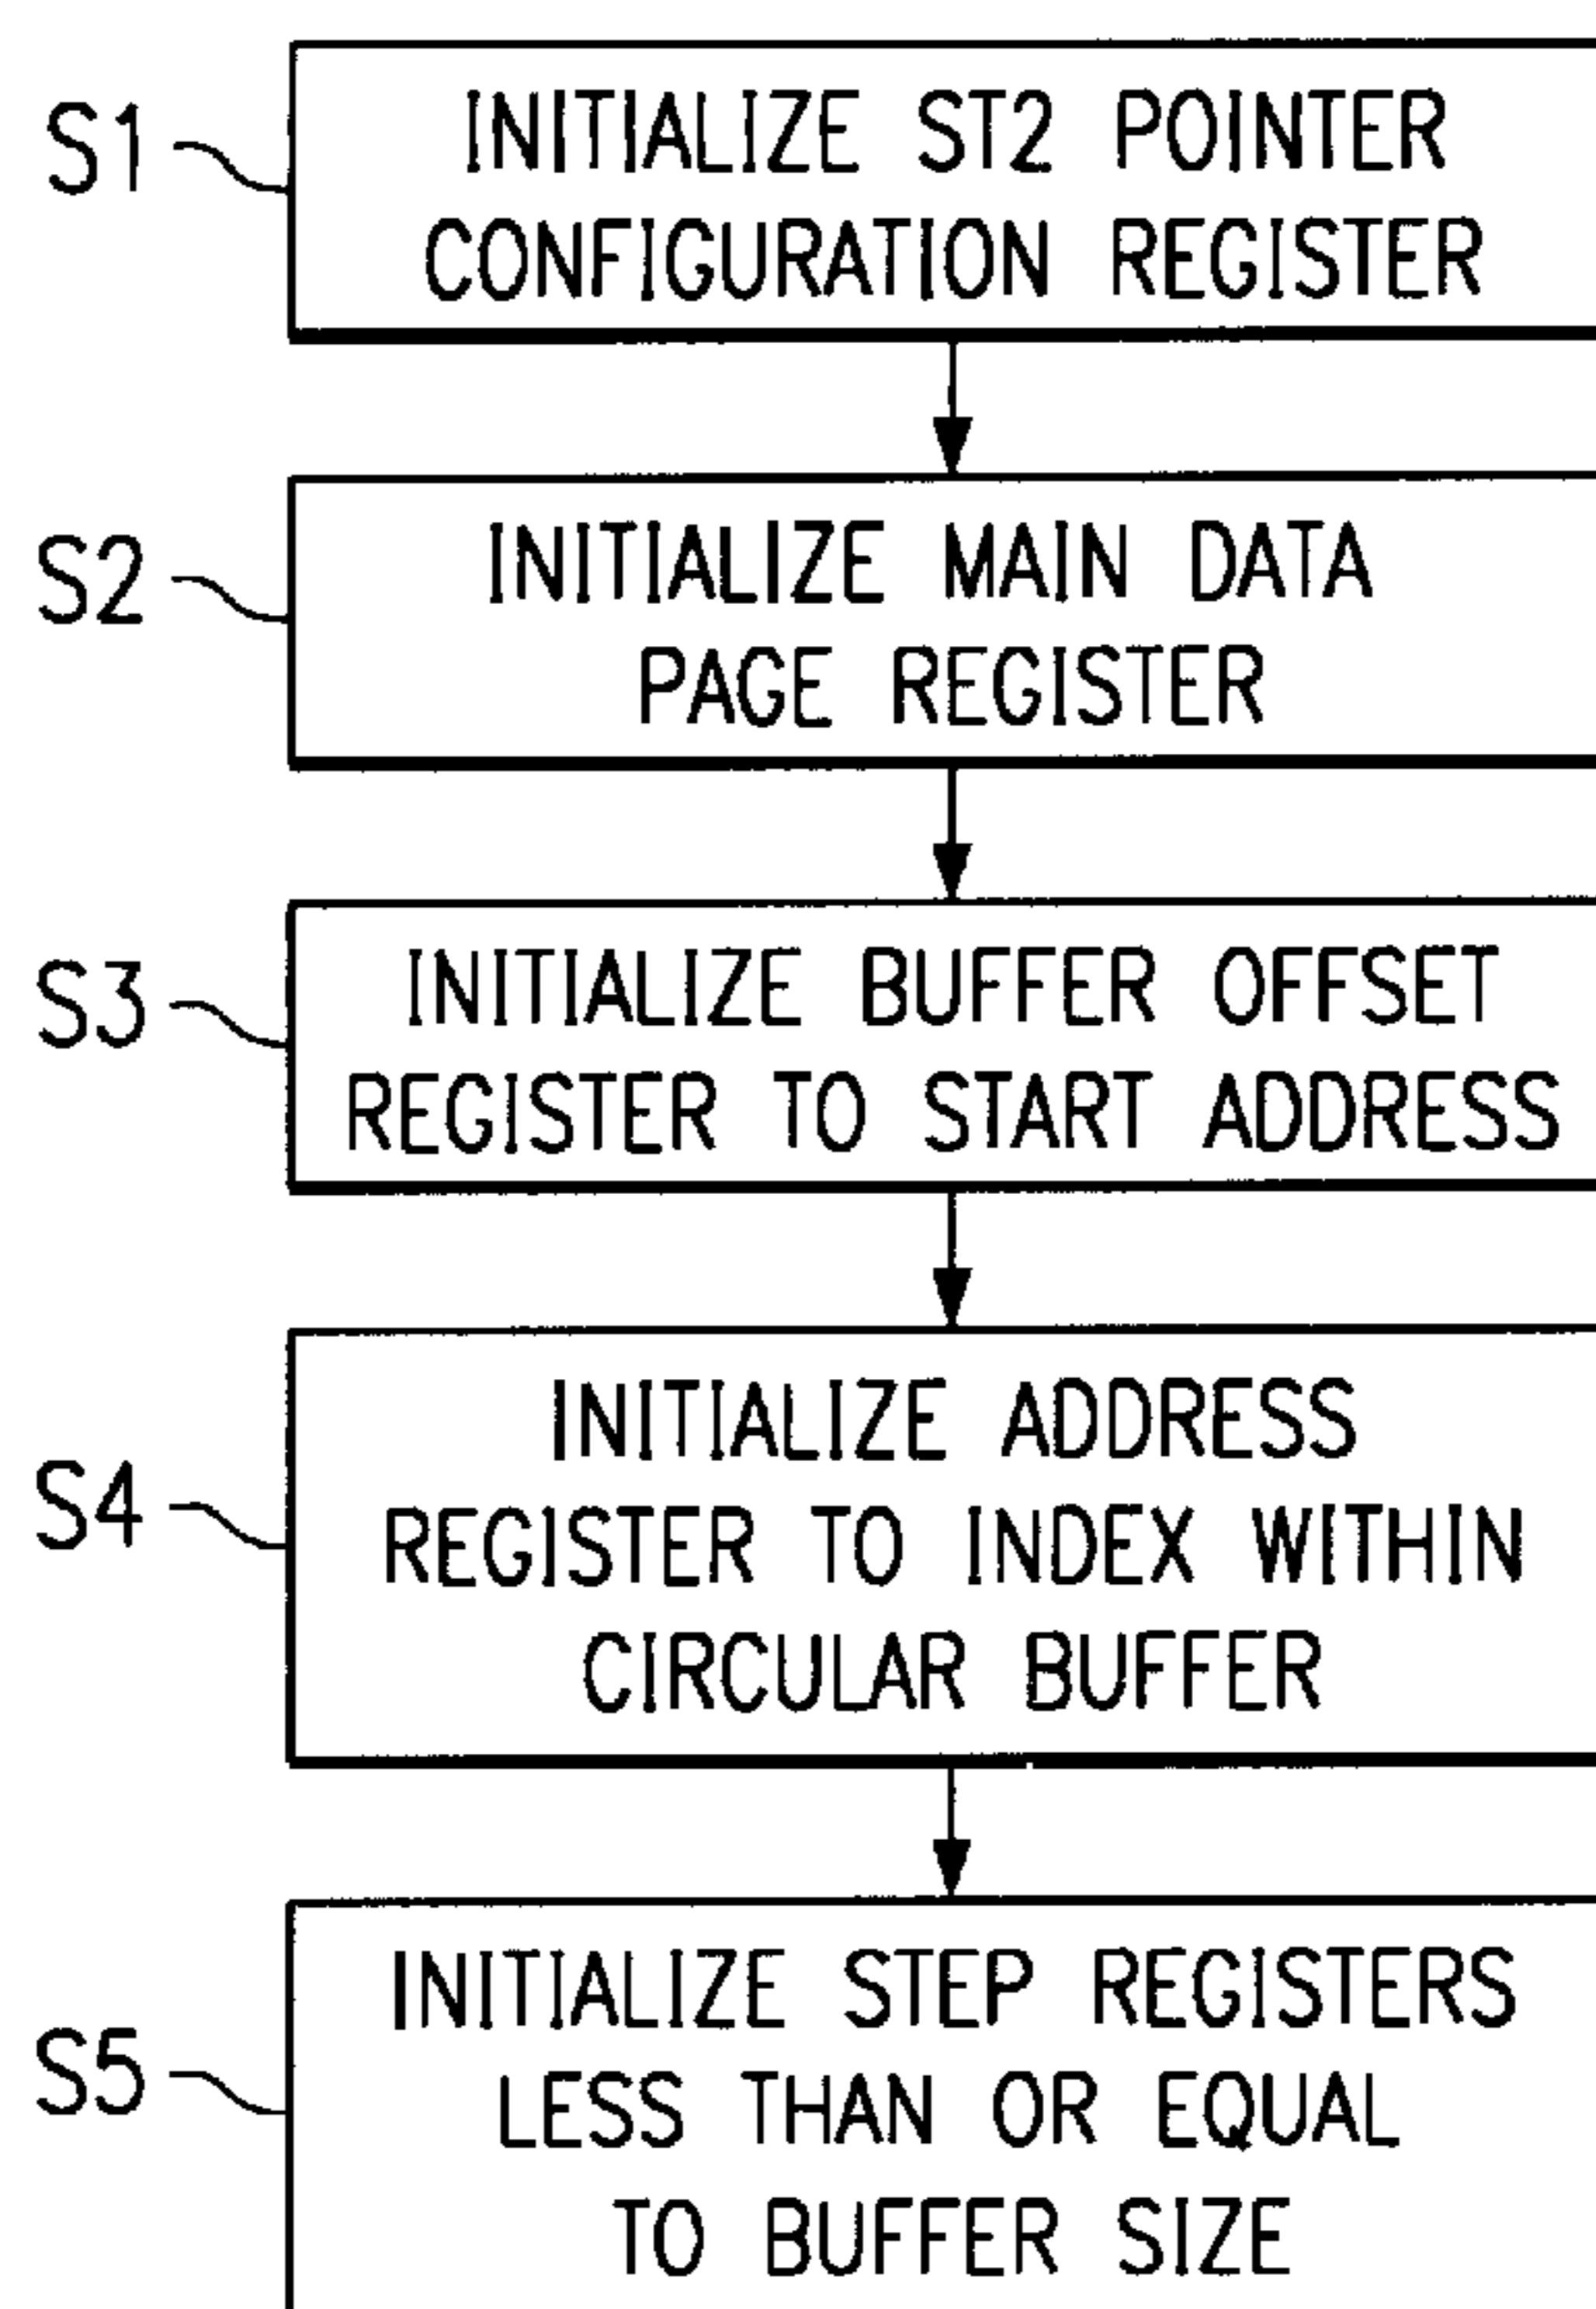 S1
INITIALIZE ST2 POINTER
CONFIGURATION REGISTER
S2
INITIALIZE MAIN DATA
PAGE REGISTER
S3
INITIALIZE BUFFER OFFSET
REGISTER TO START ADDRESS
S4
INITIALIZE ADDRESS
REGISTER TO INDEX WITHIN
CIRCULAR BUFFER
S5
INITIALIZE STEP REGISTERS
LESS THAN OR EQUAL
TO BUFFER SIZE